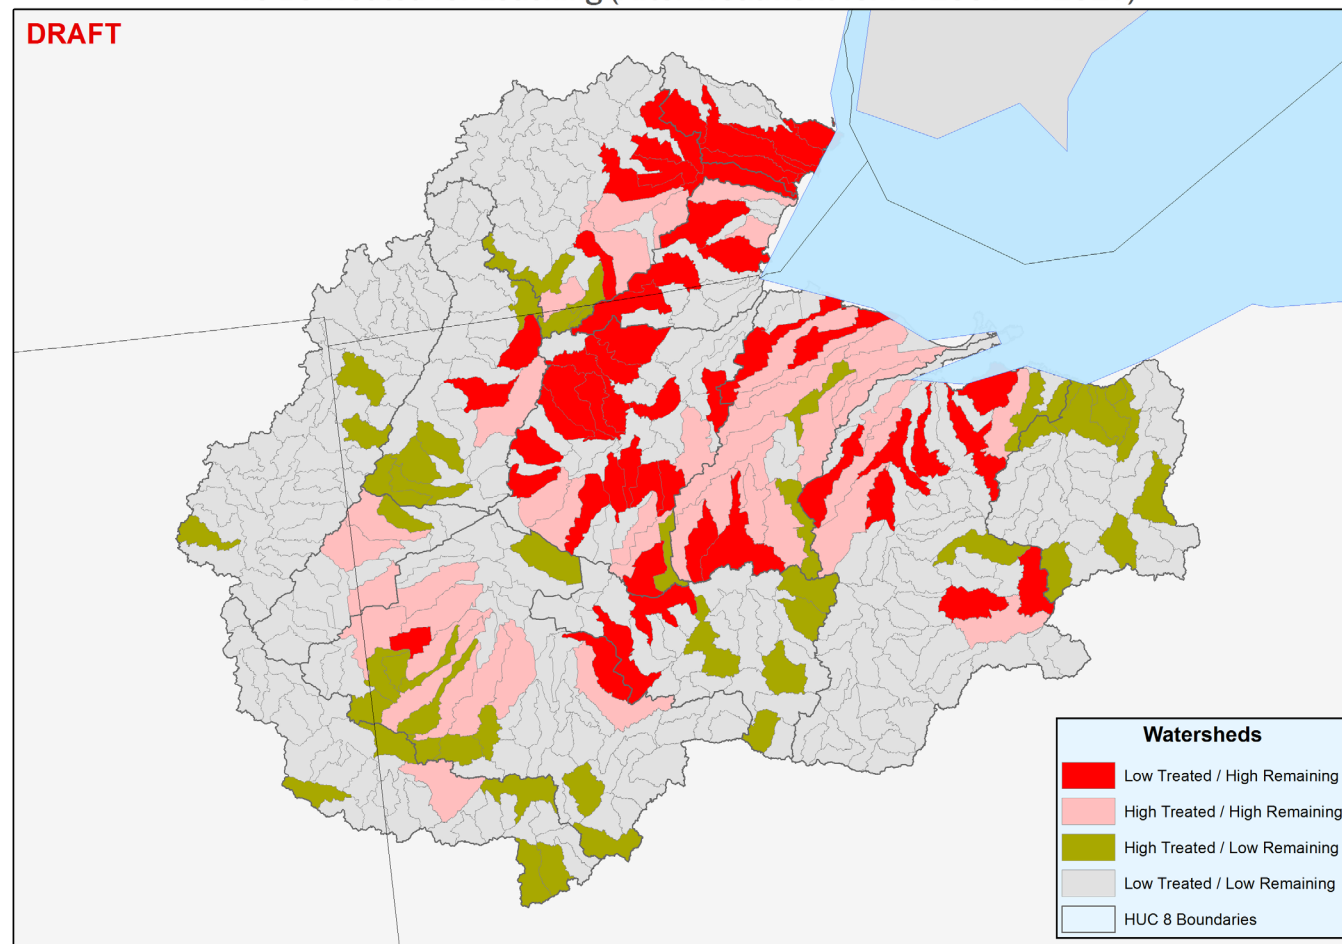 DRAFT
Watersheds
Low Treated / High Remaining
High Treated / High Remaining
High Treated / Low Remaining
Low Treated / Low Remaining
HUC 8 Boundaries